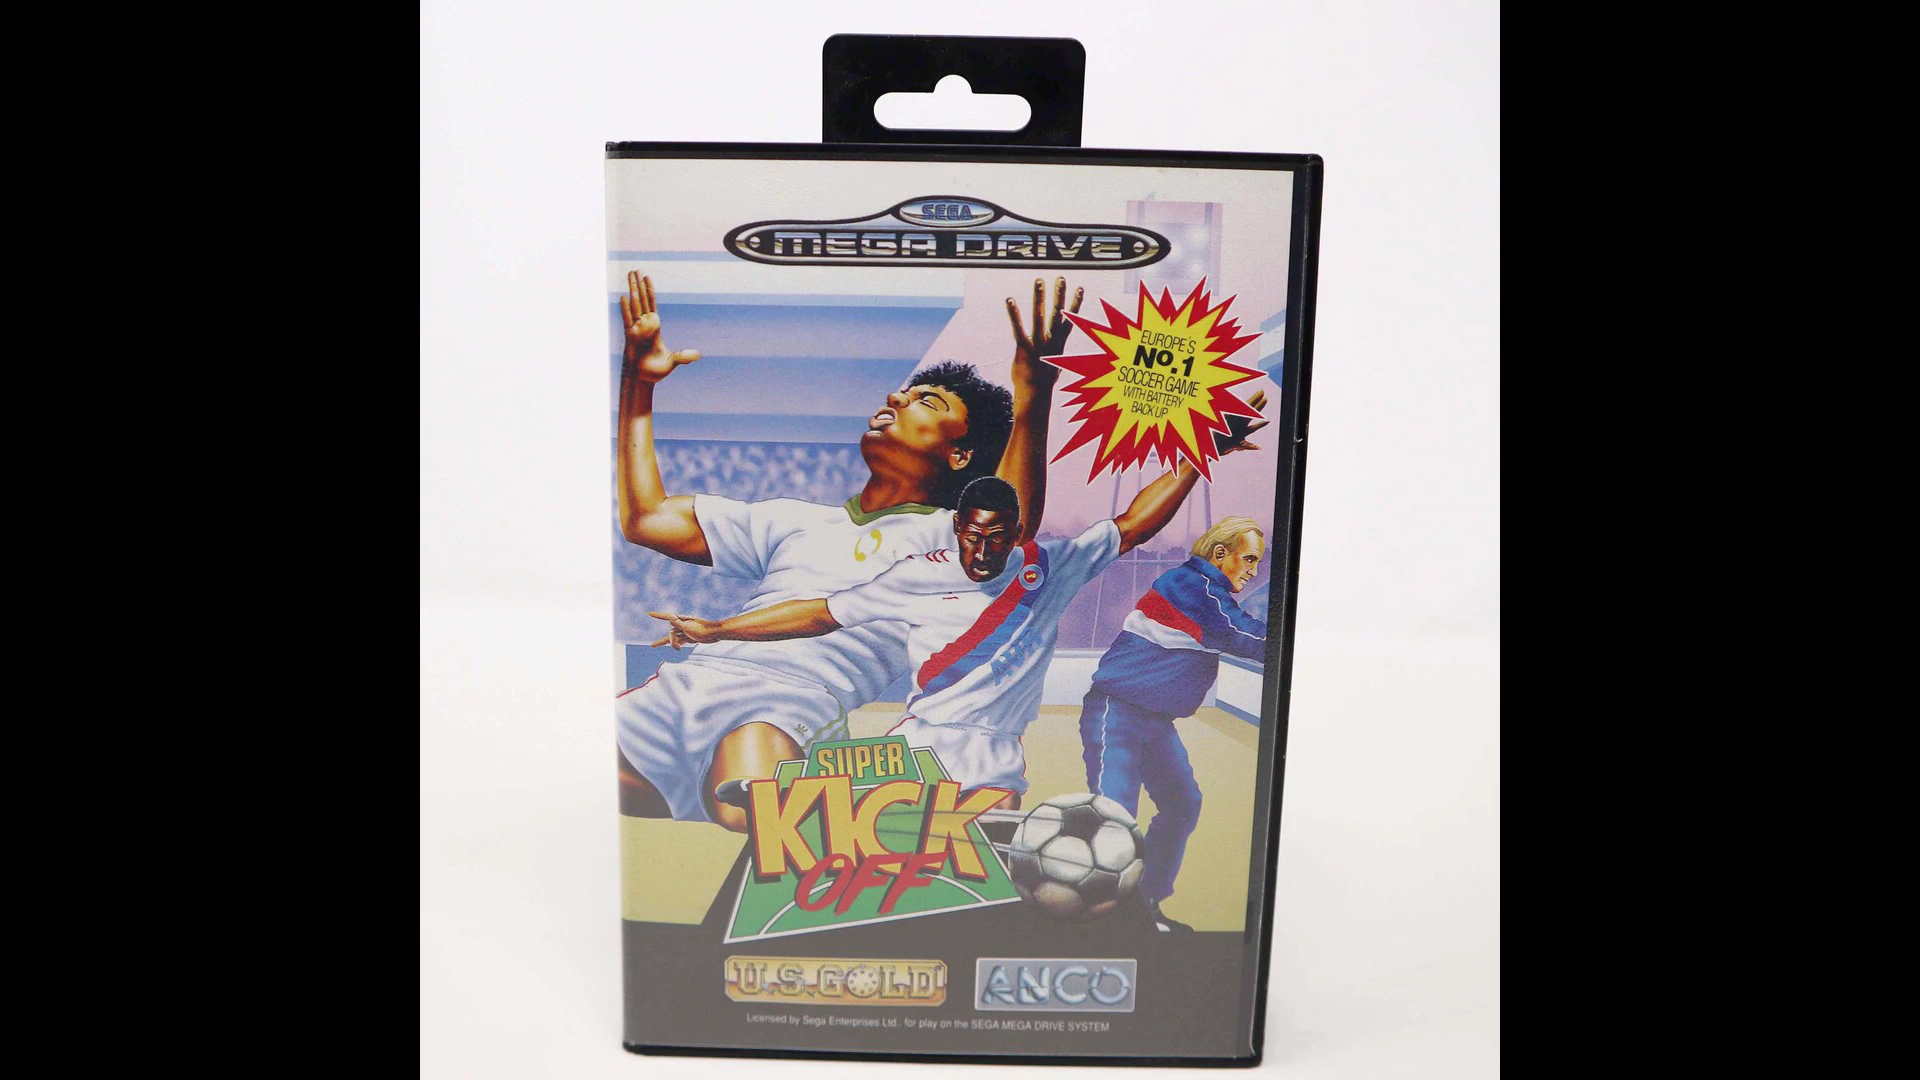 SEGA
MEGA DRIVE
EUROPE'S
No.1
SOCCER GAME
WITH BATTERY
BACK UP
SUPER
KICK
OFF
U.S. GOLD
ANCO
Licensed by Sega Enterprises Ltd., for play on the SEGA MEGA DRIVE SYSTEM